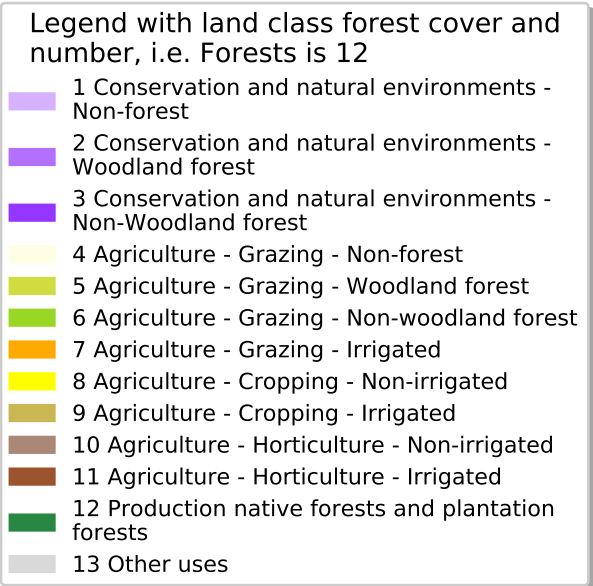 Legend with land class forest cover and
number, i.e. Forests is 12
1 Conservation and natural environments -
Non-forest
2 Conservation and natural environments -
Woodland forest
3 Conservation and natural environments -
Non-Woodland forest
4 Agriculture - Grazing - Non-forest
5 Agriculture - Grazing - Woodland forest
6 Agriculture - Grazing - Non-woodland forest
7 Agriculture - Grazing - Irrigated
8 Agriculture - Cropping - Non-irrigated
9 Agriculture - Cropping - Irrigated
10 Agriculture - Horticulture - Non-irrigated
11 Agriculture - Horticulture - Irrigated
12 Production native forests and plantation
forests
13 Other uses